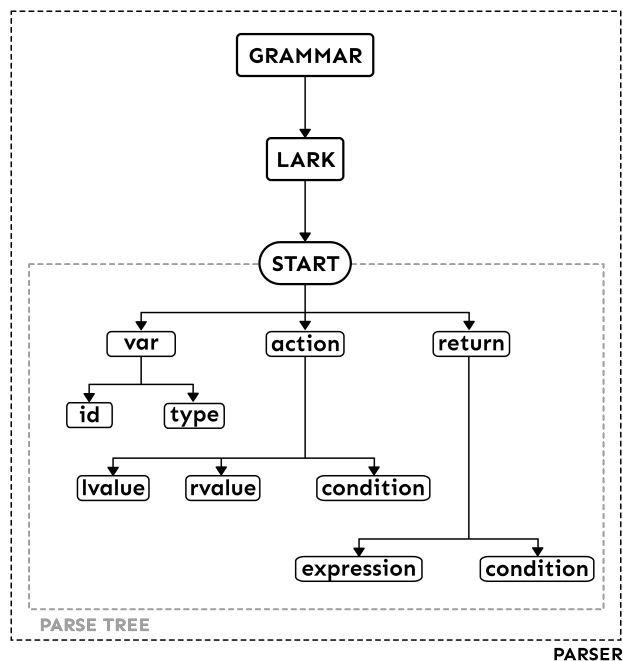 GRAMMAR
LARK
START
var action return
id type
lvalue rvalue condition
expression condition
PARSE TREE
PARSER